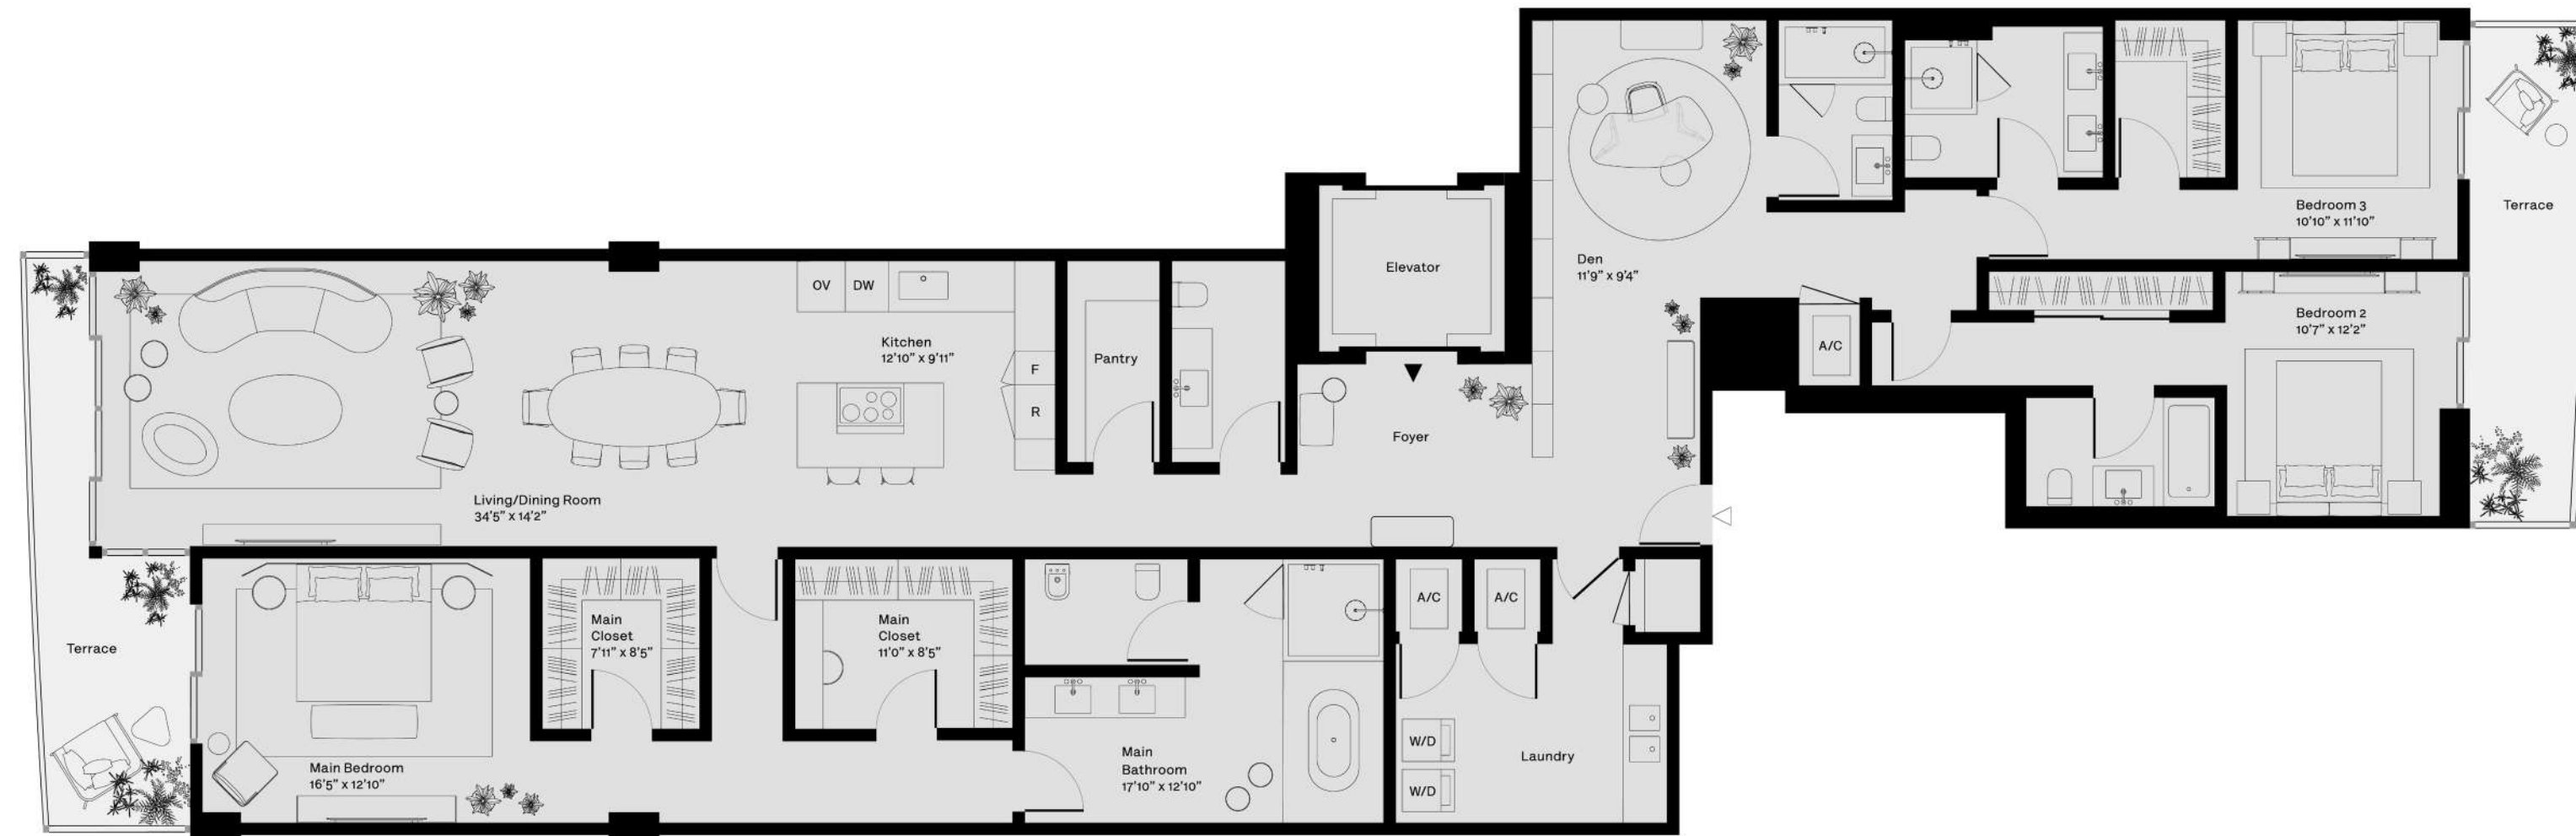 Bedroom 3
10'10" x 11'10"
Terrace
Elevator
Den
11'9" x 9'4"
OV
DW
Kitchen
12'10" x 9'11"
F
R
Pantry
A/C
Bedroom 2
10'7" x 12'2"
Foyer
Living/Dining Room
34'5" x 14'2"
Terrace
Main
Closet
7'11" x 8'5"
Main
Closet
11'0" x 8'5"
A/C
A/C
Main Bedroom
16'5" x 12'10"
Main
Bathroom
17'10" x 12'10"
W/D
W/D
Laundry